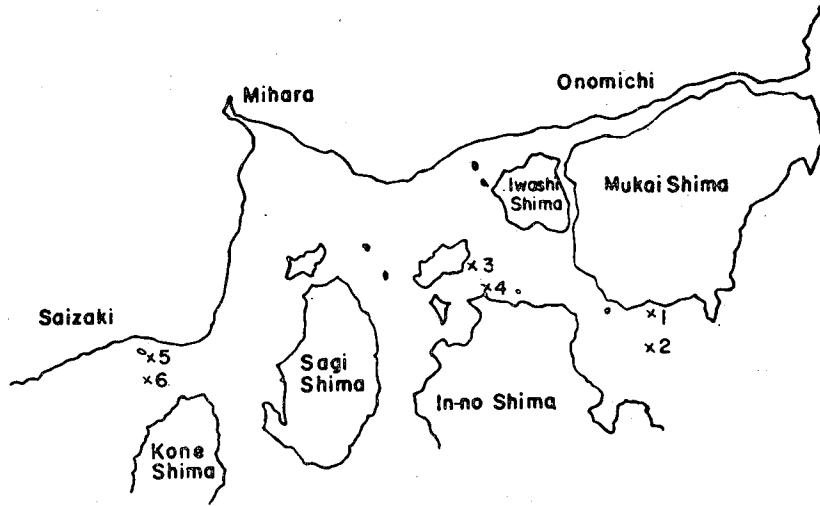 Onomichi
Mihara
Iwashi
Shima
Mukai Shima
×3
×4
Saizaki
×1
×5
×2
Sagi
Shima
×6
In-no Shima
Kone
Shima